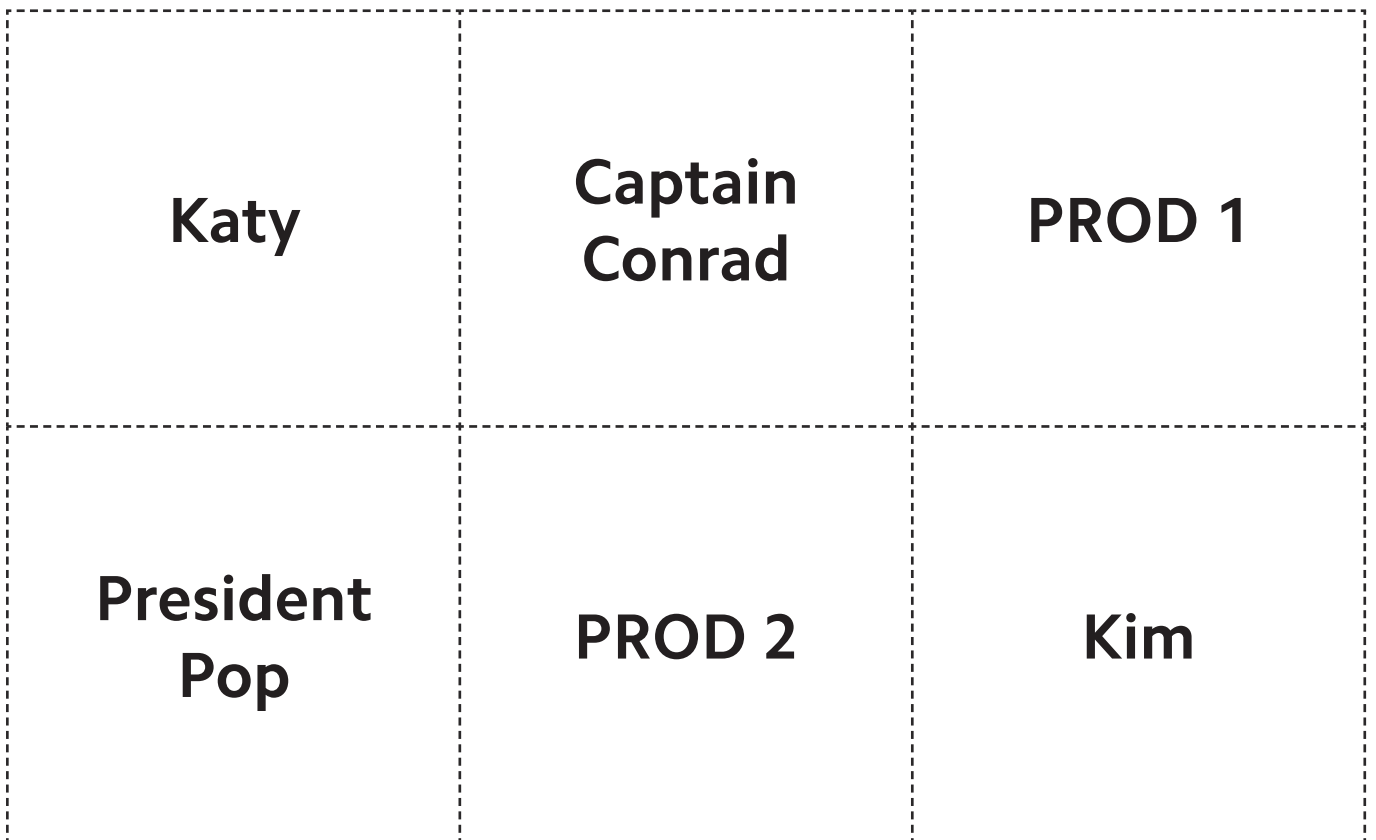 Katy
Captain
Conrad
PROD 1
President
Pop
PROD 2
Kim